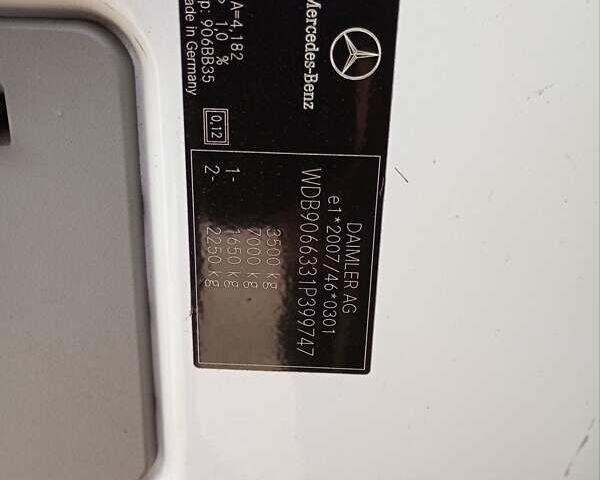 Mercedes-Benz
A=4,182
P 1,0 %
p: 906BB35
ade in Germany
0,12
DAIMLER AG
e1*2007/46*0301
WDB9066331P399747
3500 kg
7000 kg
1- 1650 kg
2- 2250 kg